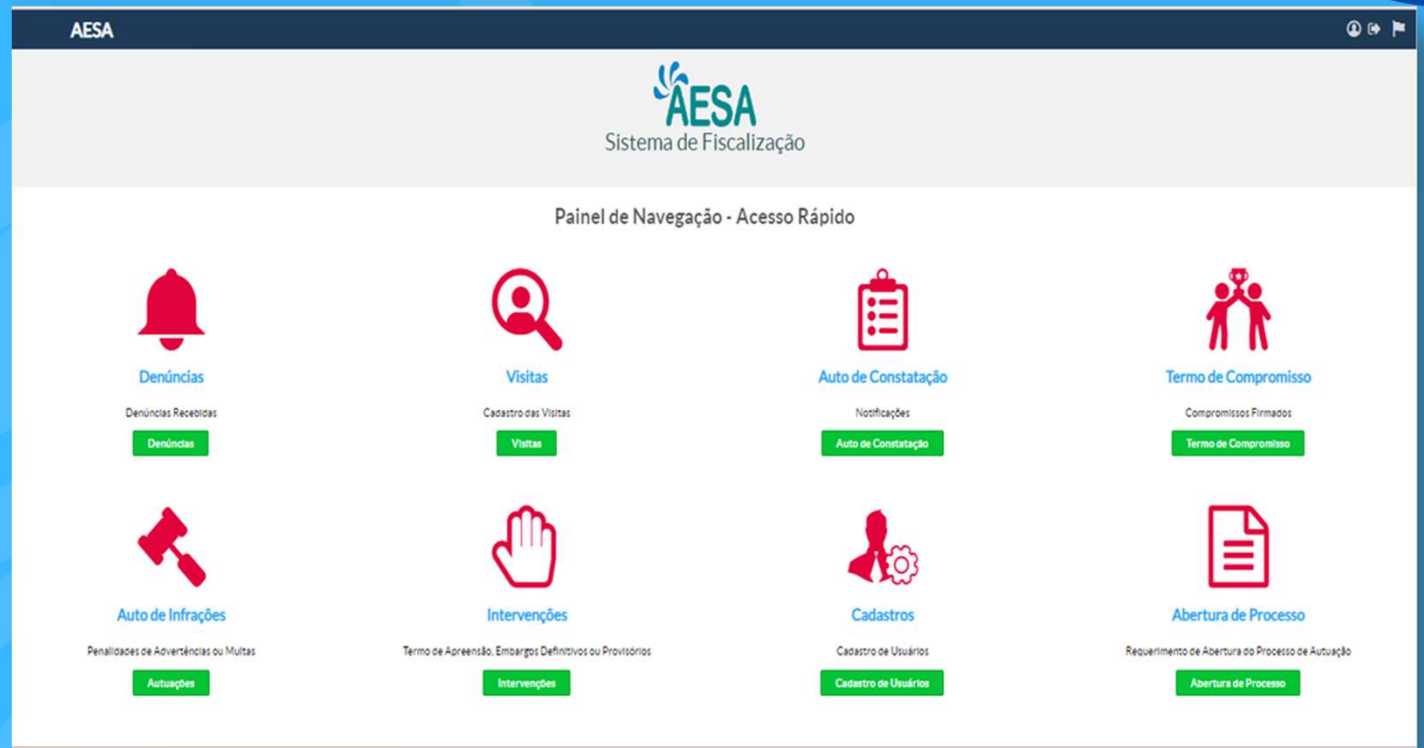 AESA
AESA
Sistema de Fiscalização
Painel de Navegação - Acesso Rápido
Denúncias
Visitas
Auto de Constatação
Termo de Compromisso
Denúncias Recebidas
Cadastro das Visitas
Notificações
Compromissos Firmados
Denúncias
Visitas
Auto de Constatação
Termo de Compromisso
Auto de Infrações
Intervenções
Cadastros
Abertura de Processo
Penalidades de Advertências ou Multas
Termo de Apreensão, Embargos Definitivos ou Provisórios
Cadastro de Usuários
Requerimento de Abertura do Processo de Autuação
Autuações
Intervenções
Cadastro de Usuários
Abertura de Processo